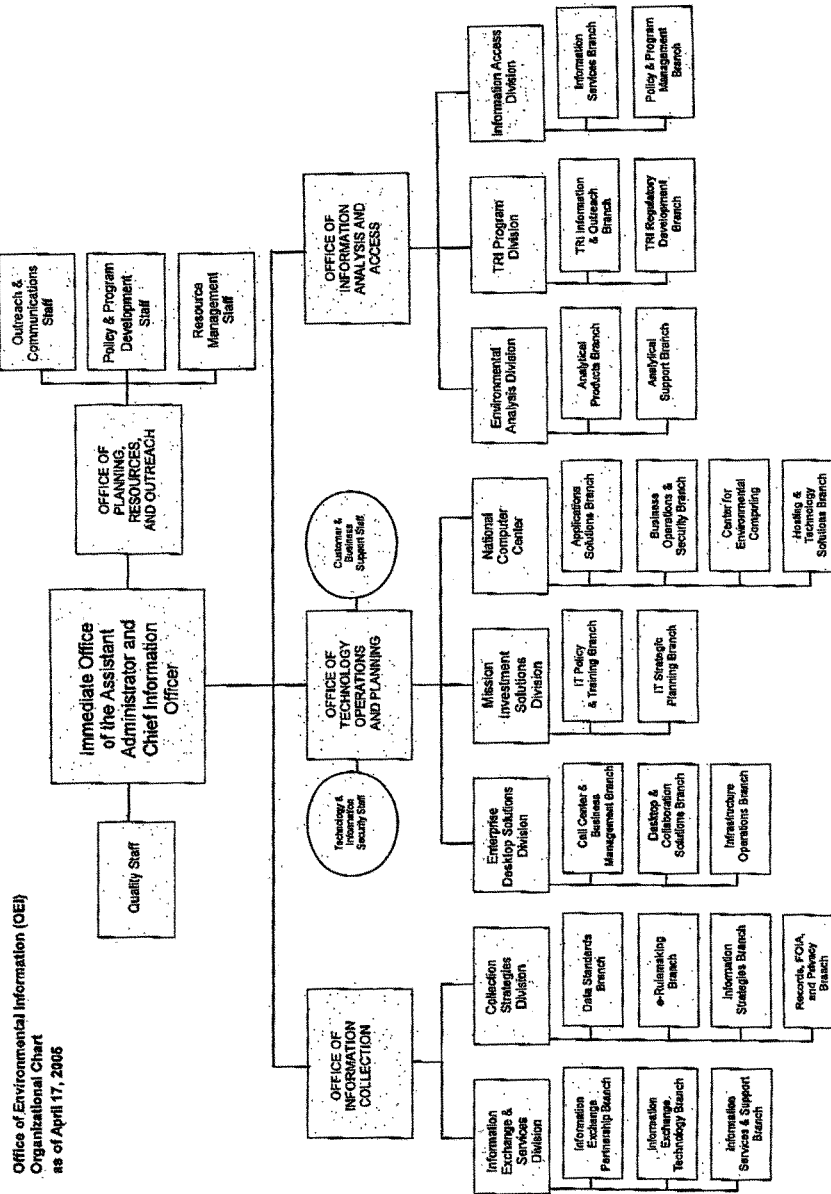 Office of Environmental Information (OEI)
Organizational Chart
as of April 17, 2005
Quality Staff
Immediate Office
of the Assistant
Administrator and
Chief Information
Officer
OFFICE OF
PLANNING,
RESOURCES,
AND OUTREACH
Outreach &
Communications
Staff
Policy & Program
Development
Staff
Resource
Management
Staff
OFFICE OF
INFORMATION
COLLECTION
Technology &
Information
Security Staff
OFFICE OF
TECHNOLOGY
OPERATIONS
AND PLANNING
Customer &
Business
Support Staff
OFFICE OF
INFORMATION
ANALYSIS AND
ACCESS
Information
Exchange &
Services
Division
Information
Exchange
Partnership Branch
Information
Exchange
Technology Branch
Information
Services & Support
Branch
Collection
Strategies
Division
Data Standards
Branch
e-Rulemaking
Branch
Information
Strategies Branch
Records, FOIA,
and Privacy
Branch
Enterprise
Desktop Solutions
Division
Call Center &
Business
Management Branch
Desktop &
Collaboration
Solutions Branch
Infrastructure
Operations Branch
Mission
Investment
Solutions
Division
IT Policy
& Training Branch
IT Strategic
Planning Branch
National
Computer
Center
Applications
Solutions Branch
Business
Operations &
Security Branch
Center for
Environmental
Computing
Hosting &
Technology
Solutions Branch
Environmental
Analysis Division
Analytical
Products Branch
Analytical
Support Branch
TRI Program
Division
TRI Information
& Outreach
Branch
TRI Regulatory
Development
Branch
Information Access
Division
Information
Services Branch
Policy & Program
Management
Branch